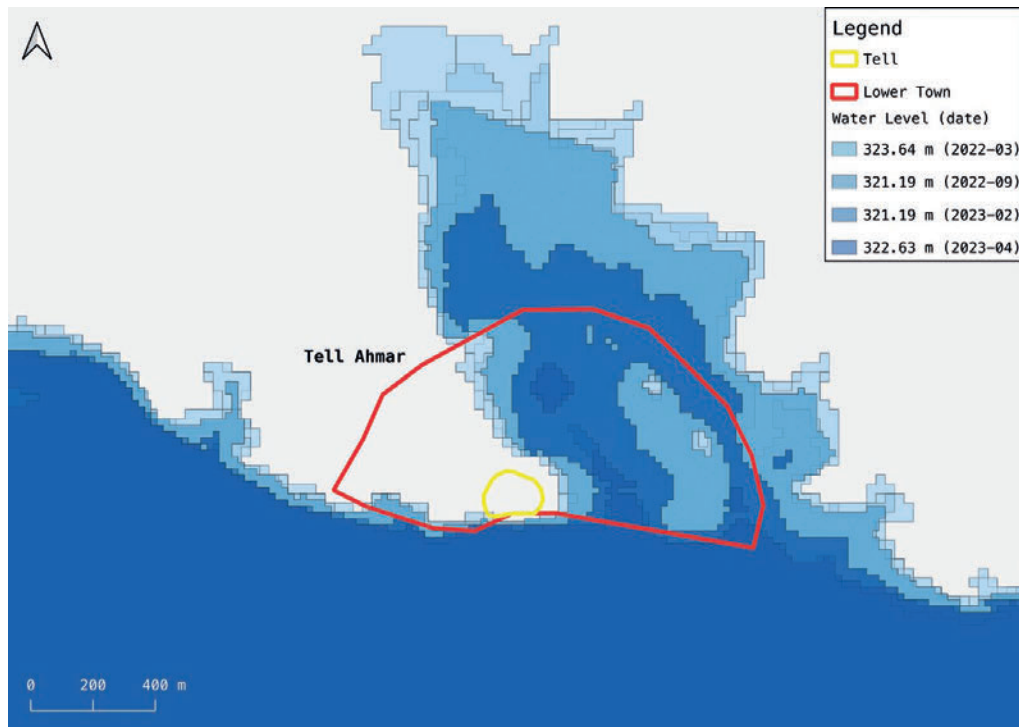 Legend
Tell
Lower Town
Water Level (date)
323.64 m (2022-03)
321.19 m (2022-09)
321.19 m (2023-02)
322.63 m (2023-04)
Tell Ahmar
0 200 400 m